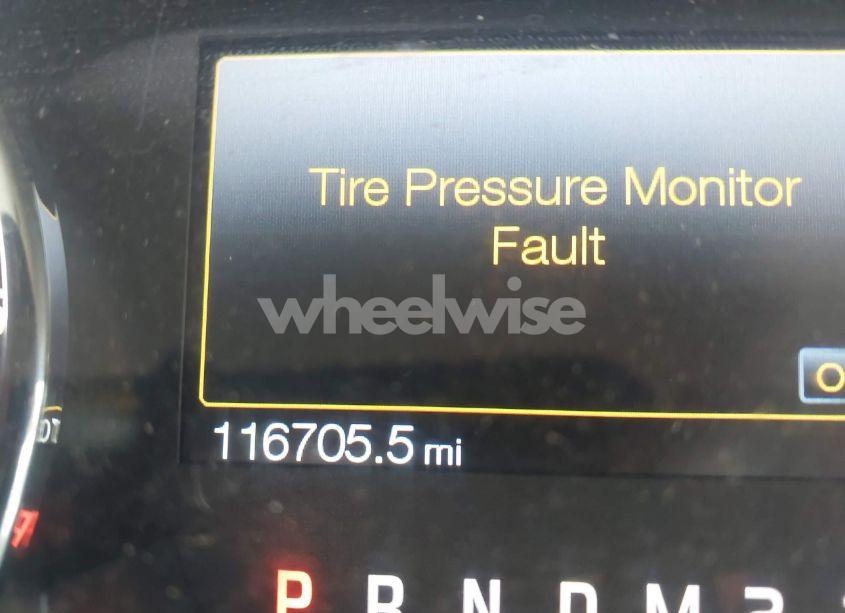 Tire Pressure Monitor
Fault
wheelwise
116705.5 mi
P R N D M